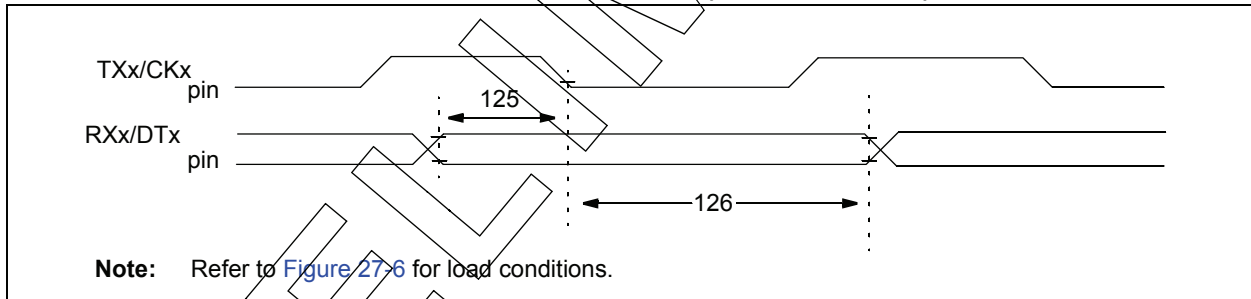 TXx/CKx
pin
125
RXx/DTx
pin
126
Note: Refer to Figure 27-6 for load conditions.